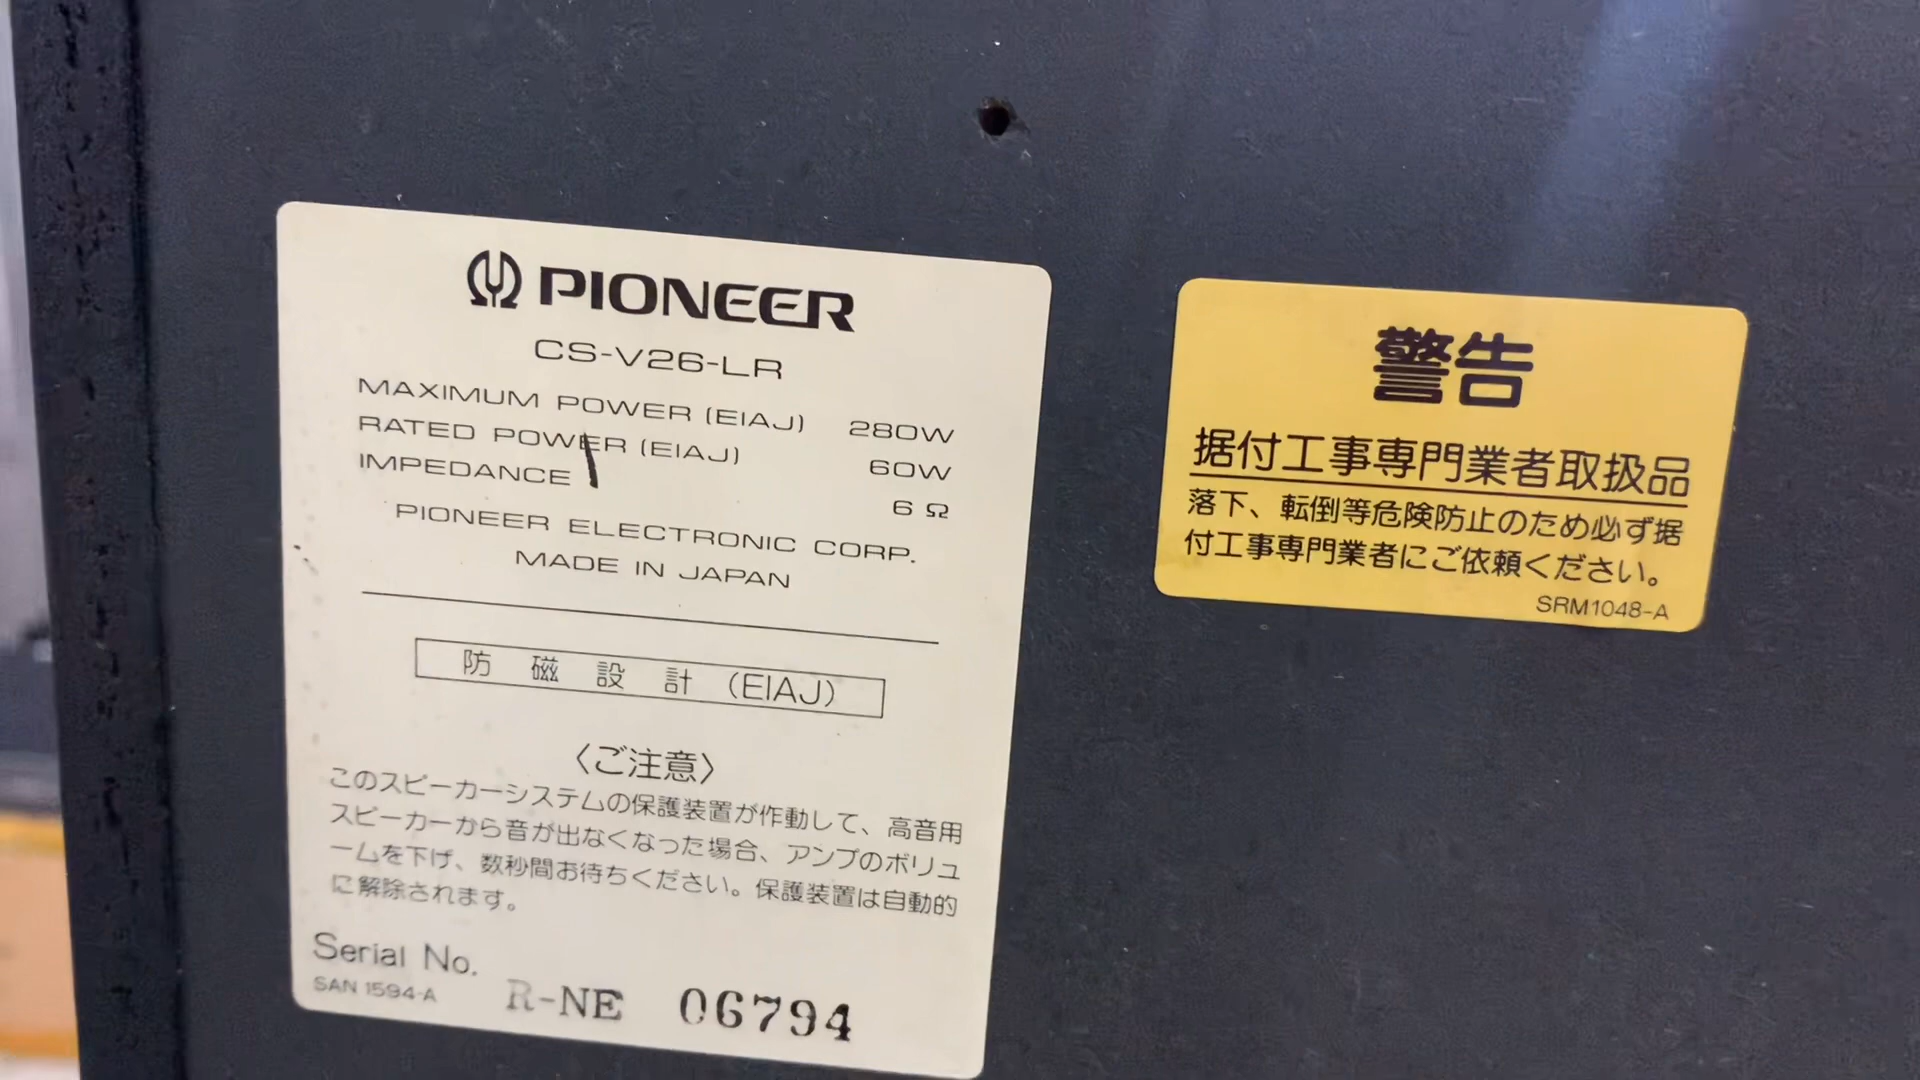 PIONEER
CS-V26-LR
MAXIMUM POWER (EIAJ) 280W
RATED POWER (EIAJ) 60W
IMPEDANCE 6 Ω
PIONEER ELECTRONIC CORP.
MADE IN JAPAN
防磁設計 (EIAJ)
〈ご注意〉
このスピーカーシステムの保護装置が作動して、高音用
スピーカーから音が出なくなった場合、アンプのボリュ
ームを下げ、数秒間お待ちください。保護装置は自動的
に解除されます。
Serial No.
SAN 1594-A
R-NE 06794
警告
据付工事専門業者取扱品
落下、転倒等危険防止のため必ず据
付工事専門業者にご依頼ください。
SRM1048-A